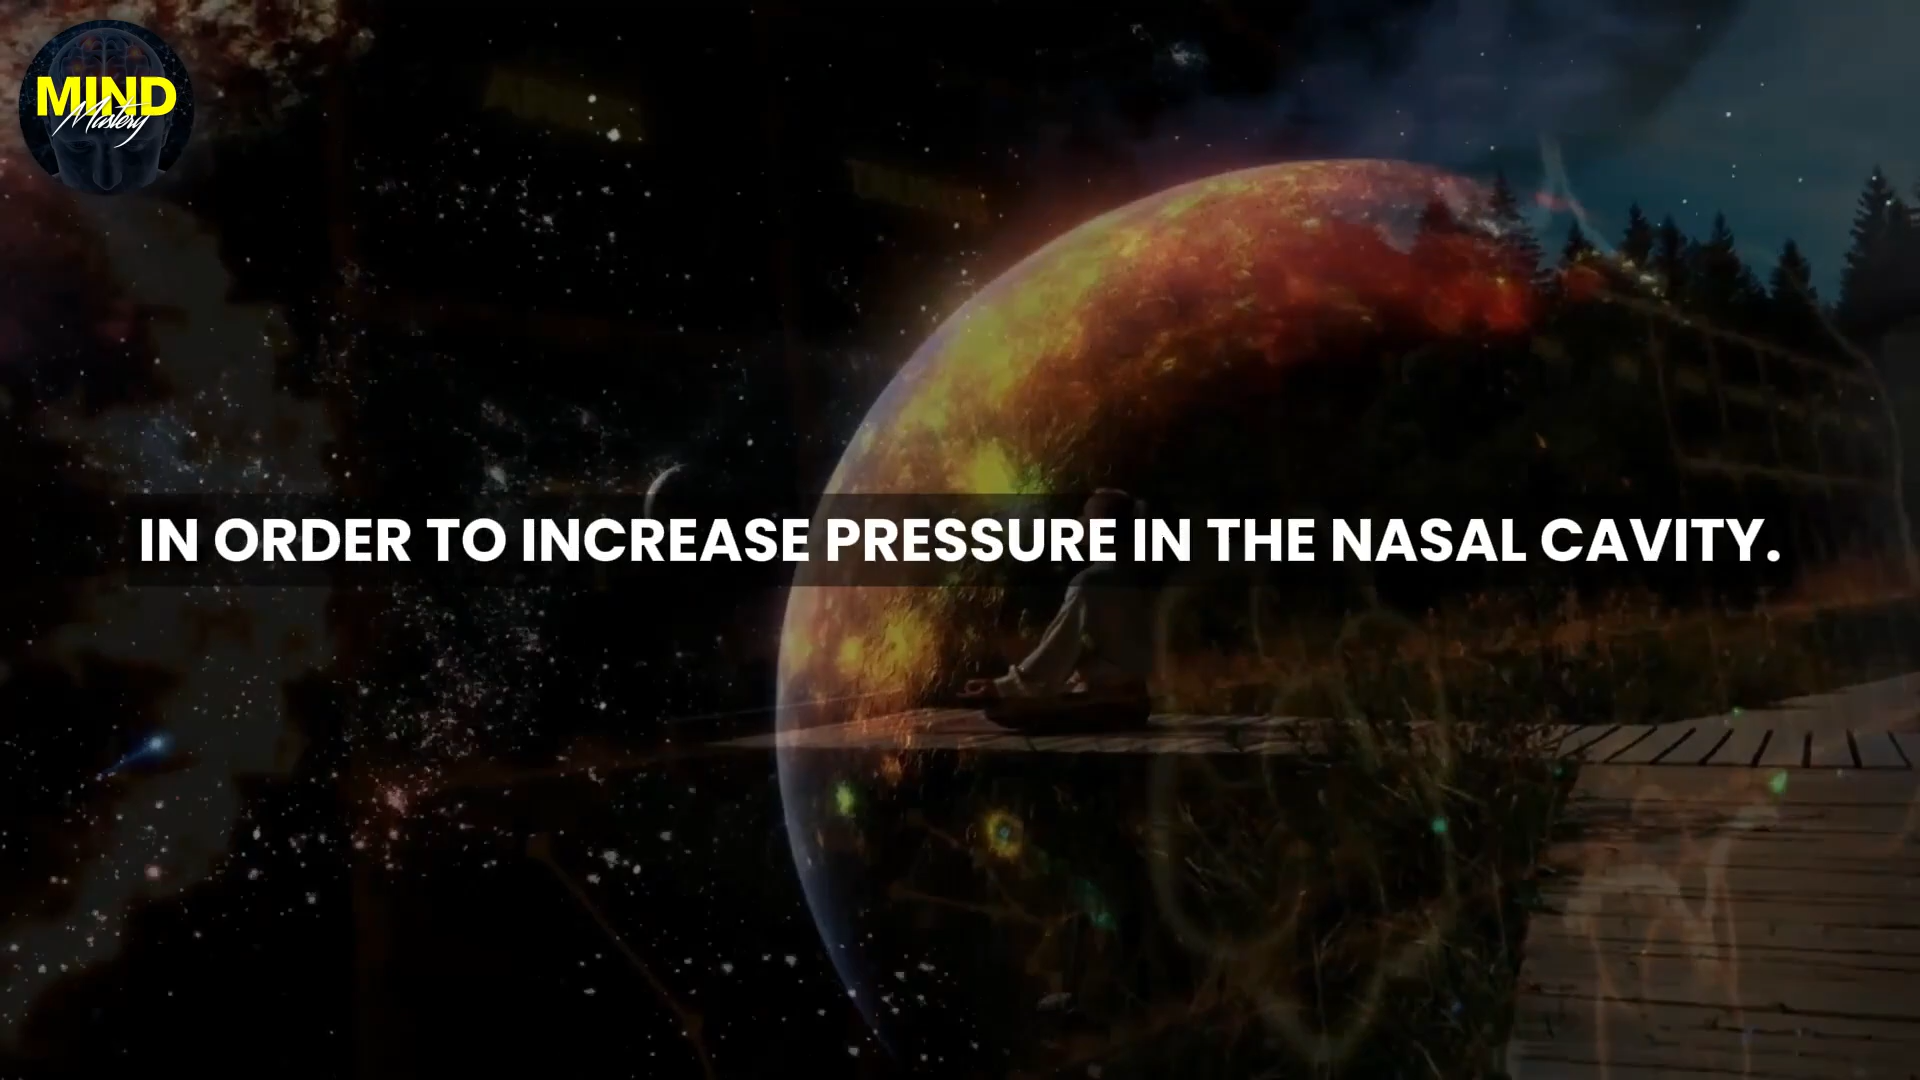 MIND
Mastery
IN ORDER TO INCREASE PRESSURE IN THE NASAL CAVITY.